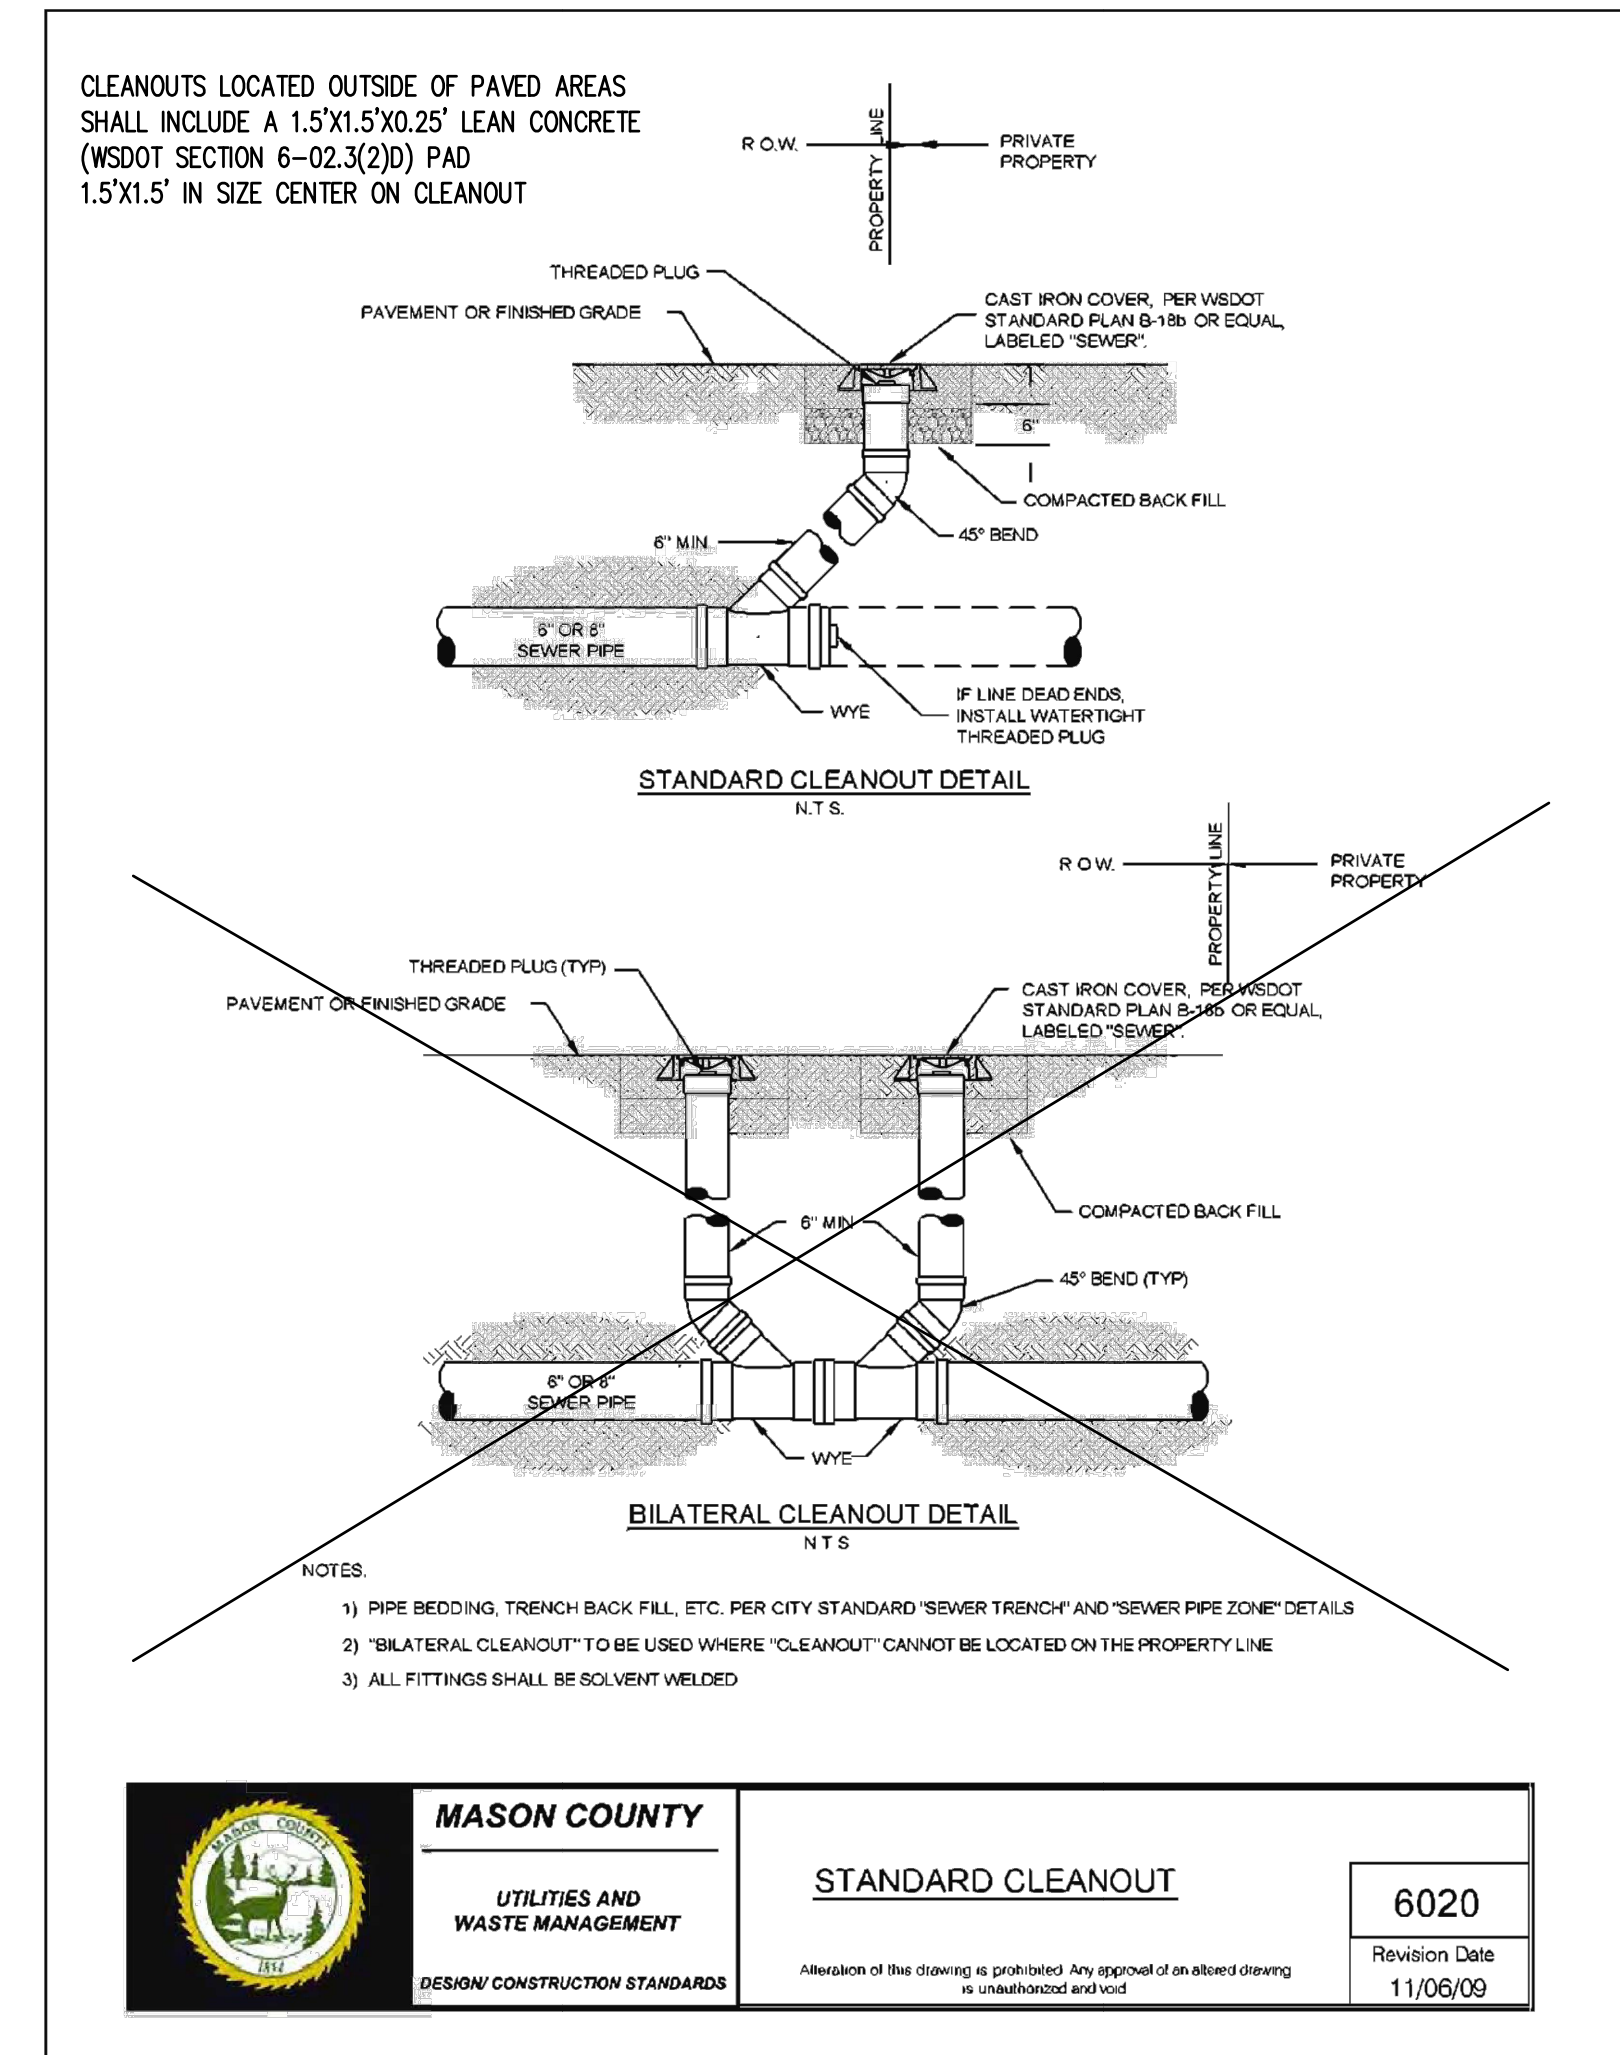 CLEANOUTS LOCATED OUTSIDE OF PAVED AREAS
SHALL INCLUDE A 1.5'X1.5'X0.25' LEAN CONCRETE
(WSDOT SECTION 6-02.3(2)D) PAD
1.5'X1.5' IN SIZE CENTER ON CLEANOUT
R O.W.
PROPERTY LINE
PRIVATE
PROPERTY
THREADED PLUG
PAVEMENT OR FINISHED GRADE
CAST IRON COVER, PER WSDOT
STANDARD PLAN B-18b OR EQUAL,
LABELED "SEWER".
6"
COMPACTED BACK FILL
45° BEND
6" MIN
6" OR 8"
SEWER PIPE
WYE
IF LINE DEAD ENDS,
INSTALL WATERTIGHT
THREADED PLUG
STANDARD CLEANOUT DETAIL
N.T S.
R O W.
PROPERTY LINE
PRIVATE
PROPERTY
THREADED PLUG (TYP)
PAVEMENT OR FINISHED GRADE
CAST IRON COVER, PER WSDOT
STANDARD PLAN B-18b OR EQUAL,
LABELED "SEWER".
6" MIN
COMPACTED BACK FILL
45° BEND (TYP)
6" OR 8"
SEWER PIPE
WYE
BILATERAL CLEANOUT DETAIL
N T S
NOTES.
1) PIPE BEDDING, TRENCH BACK FILL, ETC. PER CITY STANDARD "SEWER TRENCH" AND "SEWER PIPE ZONE" DETAILS
2) "BILATERAL CLEANOUT" TO BE USED WHERE "CLEANOUT" CANNOT BE LOCATED ON THE PROPERTY LINE
3) ALL FITTINGS SHALL BE SOLVENT WELDED
MASON COUNTY
1854
MASON COUNTY
UTILITIES AND
WASTE MANAGEMENT
DESIGN/ CONSTRUCTION STANDARDS
STANDARD CLEANOUT
Alteration of this drawing is prohibited Any approval of an altered drawing
is unauthorized and void
6020
Revision Date
11/06/09